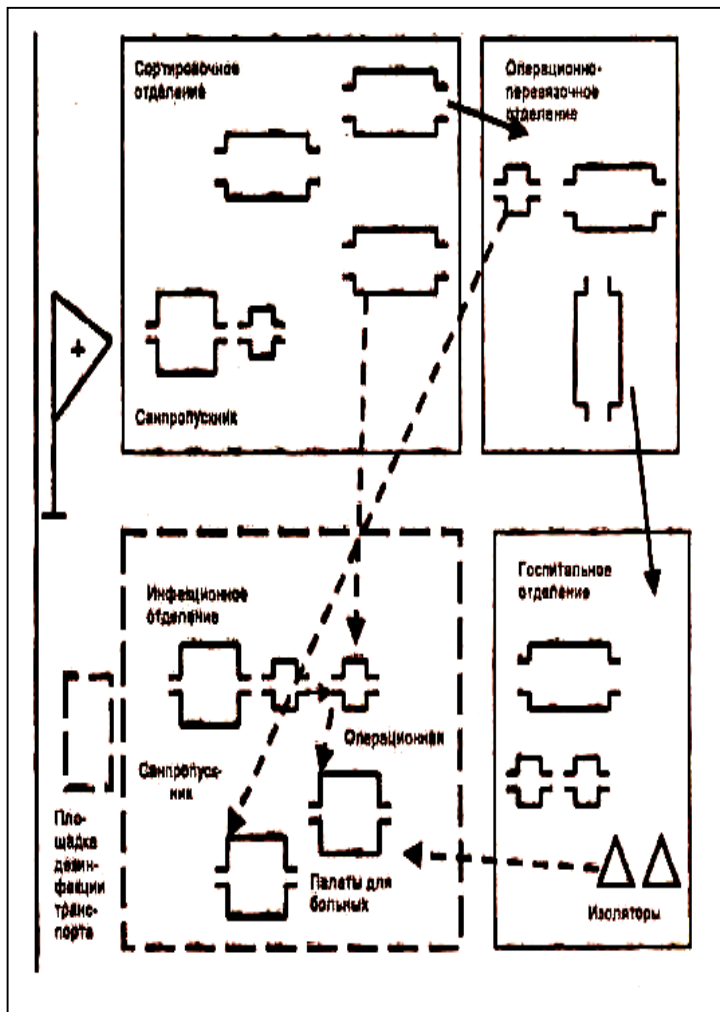 Сортировочное
отделение
Операционно-
перевязочное
отделение
+
Санпропускник
Инфекционное
отделение
Госпитальное
отделение
Операционная
Санпропуск-
ник
Пло-
щадка
дезин-
фекции
транс-
порта
Палаты для
больных
Изоляторы